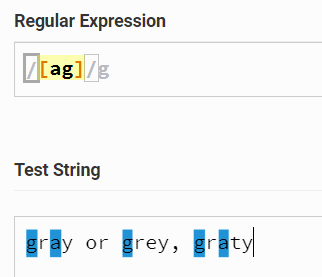 Regular Expression
/[ag]/g
Test String
gray or grey, graty